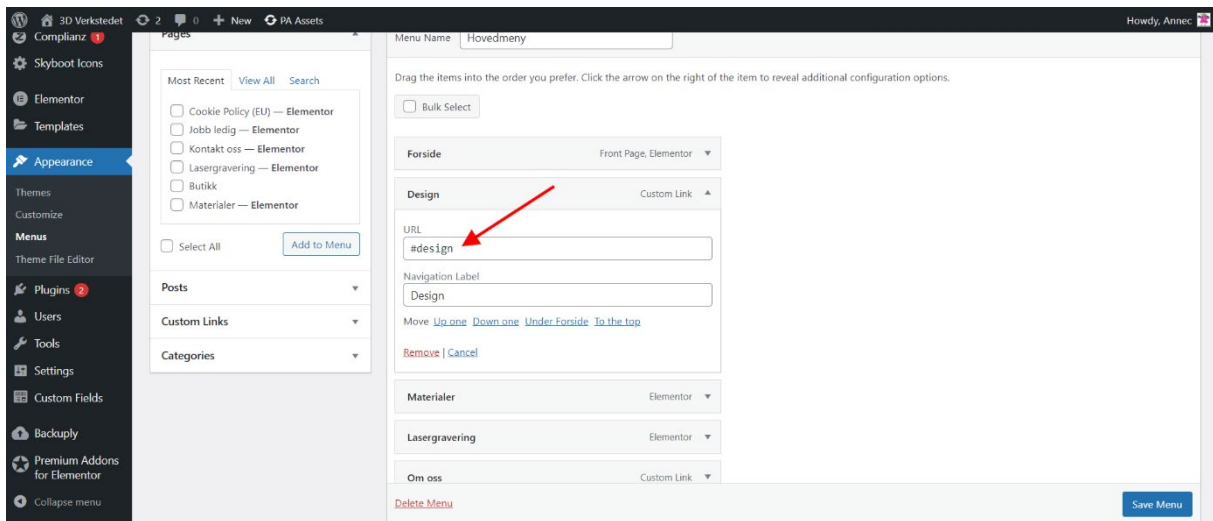 3D Verkstedet 2 0 + New PA Assets Howdy, Annec
Complianz 1
Skyboot Icons
Elementor
Templates
Appearance
Themes
Customize
Menus
Theme File Editor
Plugins 2
Users
Tools
Settings
Custom Fields
Backuply
Premium Addons
for Elementor
Collapse menu
Pages
Most Recent View All Search
Cookie Policy (EU) — Elementor
Jobb ledig — Elementor
Kontakt oss — Elementor
Lasergravering — Elementor
Butikk
Materialer — Elementor
Select All Add to Menu
Posts
Custom Links
Categories
Menu Name Hovedmeny
Drag the items into the order you prefer. Click the arrow on the right of the item to reveal additional configuration options.
Bulk Select
Forside Front Page, Elementor
Design Custom Link
URL
#design
Navigation Label
Design
Move Up one Down one Under Forside To the top
Remove | Cancel
Materialer Elementor
Lasergravering Elementor
Om oss Custom Link
Delete Menu Save Menu